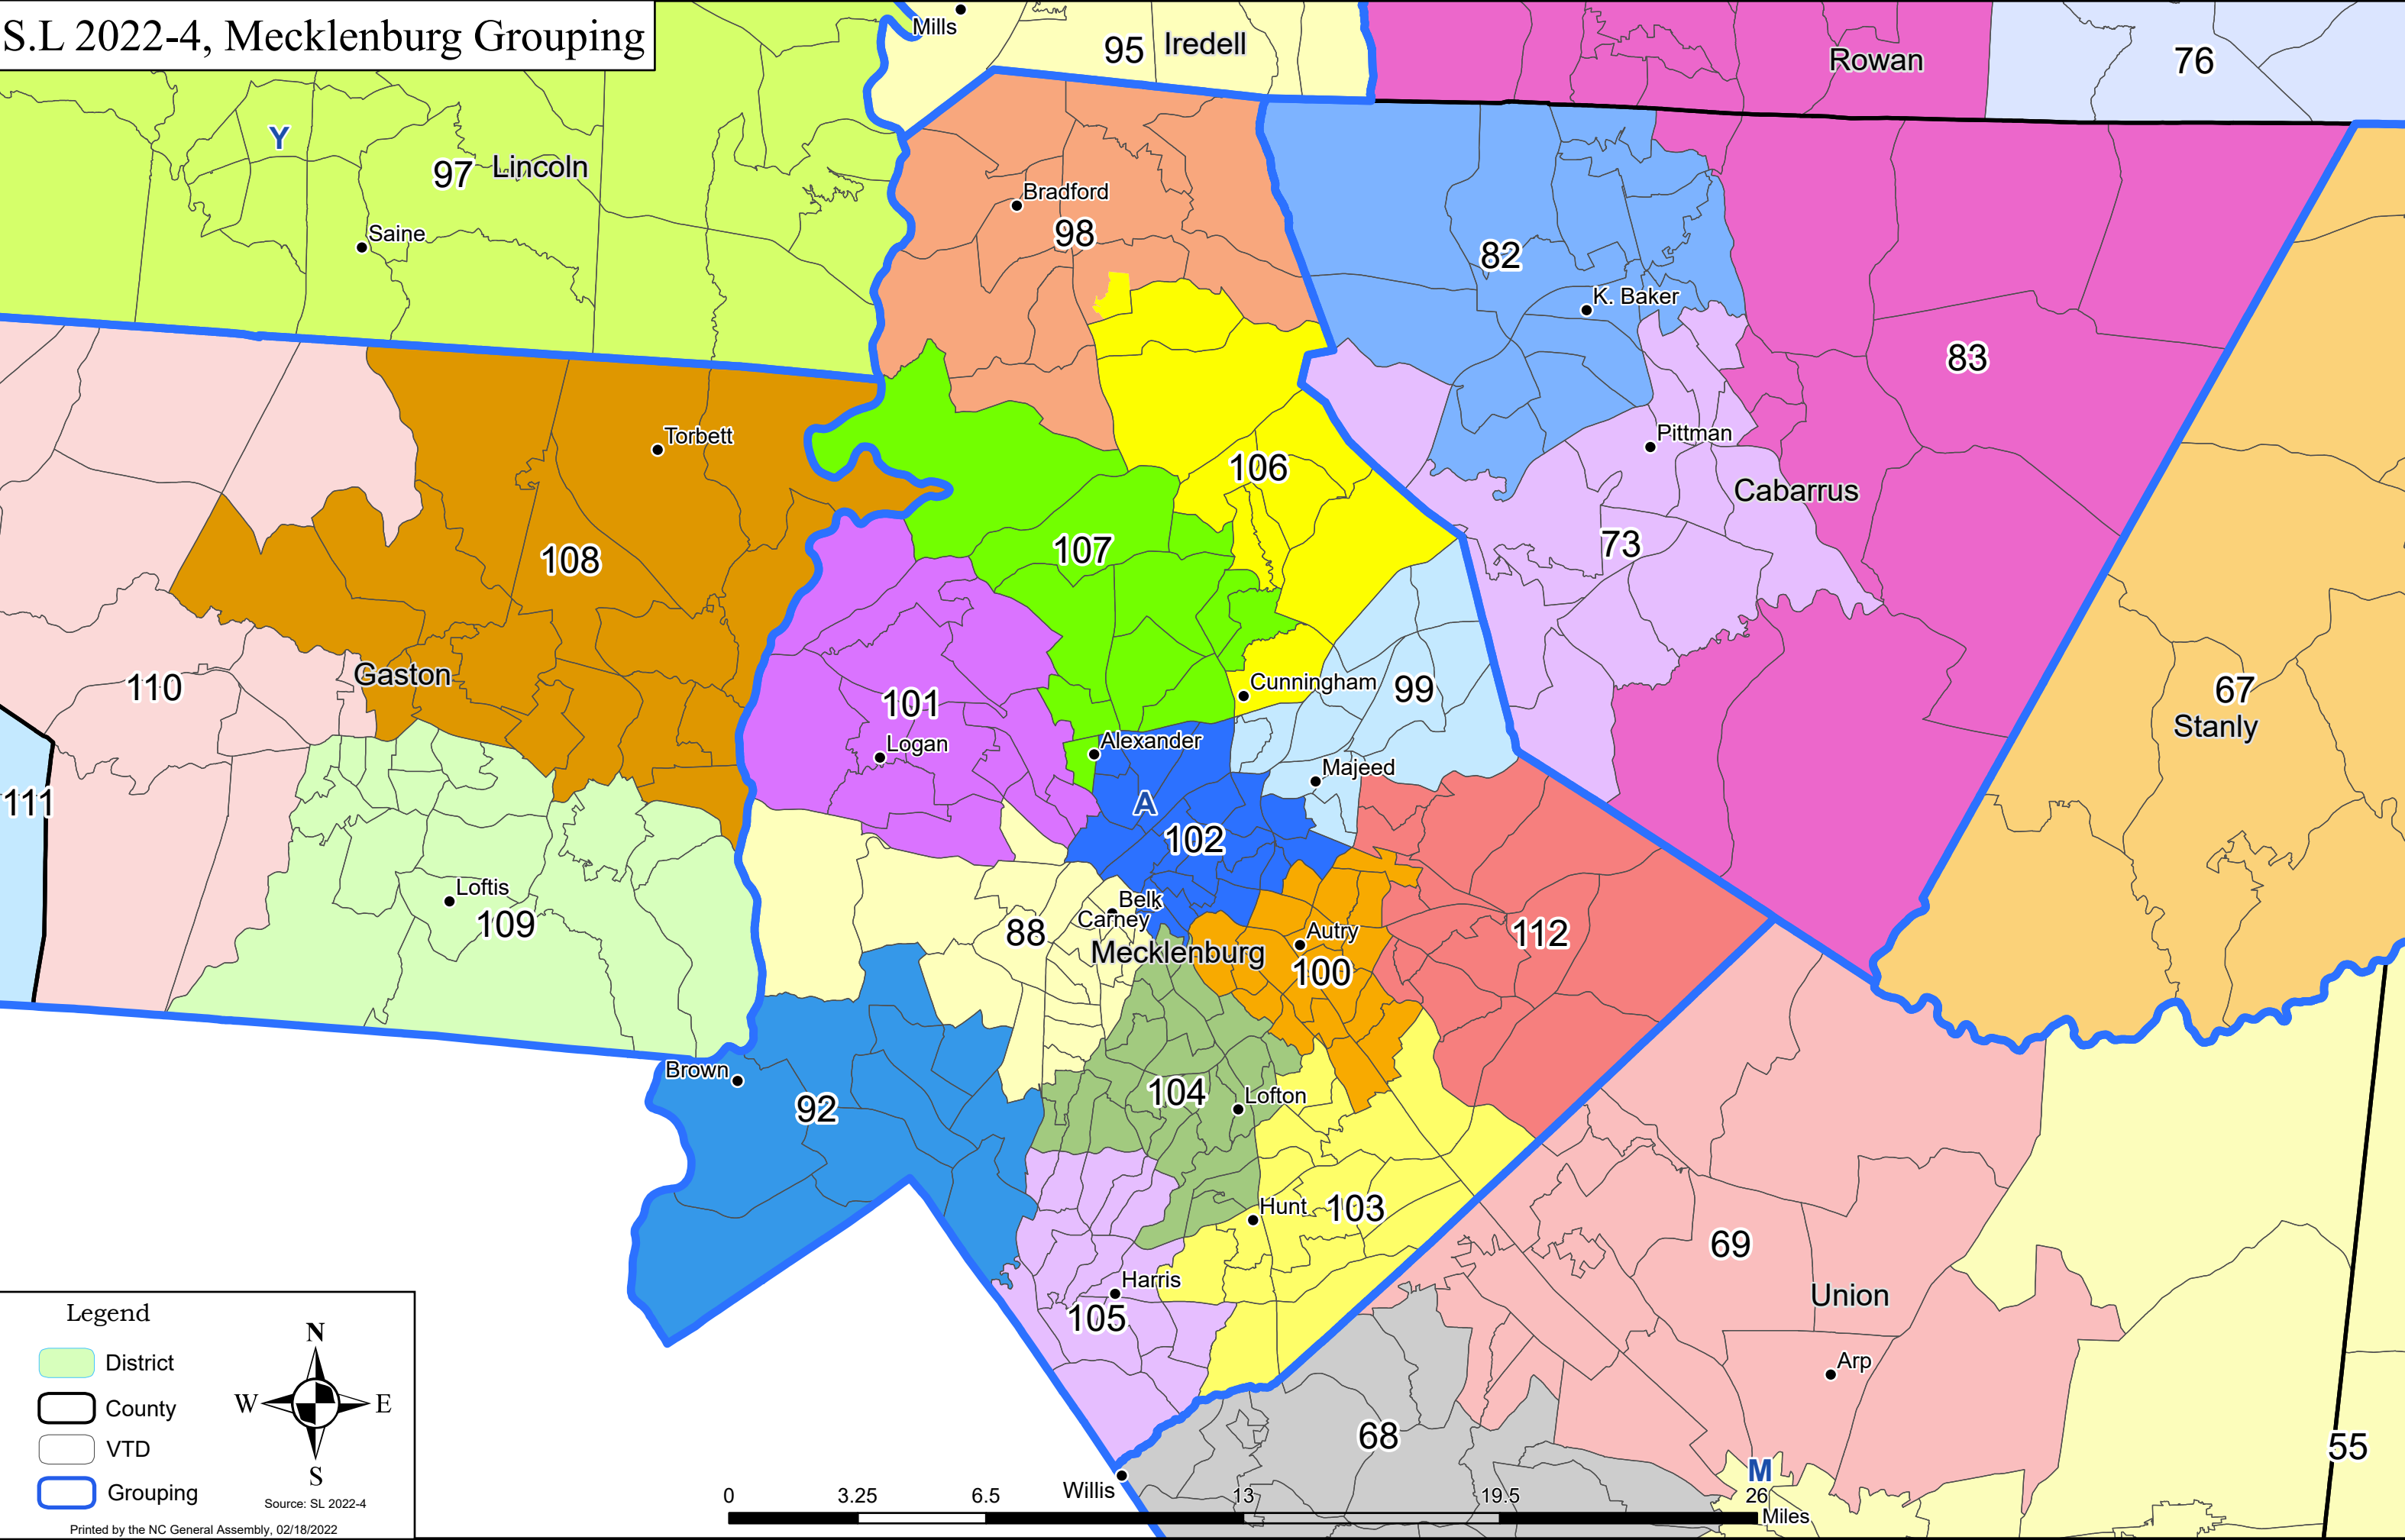 S.L 2022-4, Mecklenburg Grouping
Mills
95
Iredell
Rowan
76
Y
97
Lincoln
Saine
Bradford
98
82
K. Baker
83
Torbett
Pittman
106
Cabarrus
107
73
108
Gaston
110
101
Cunningham
99
67
Stanly
Logan
Alexander
Majeed
111
A
102
Loftis
109
Belk
Carney
88
Mecklenburg
Autry
100
112
Brown
92
104
Lofton
Hunt
103
69
Harris
105
Union
Arp
68
55
M
Willis
0
3.25
6.5
13
19.5
26
Miles
Legend
District
County
VTD
Grouping
N
W
E
S
Source: SL 2022-4
Printed by the NC General Assembly, 02/18/2022